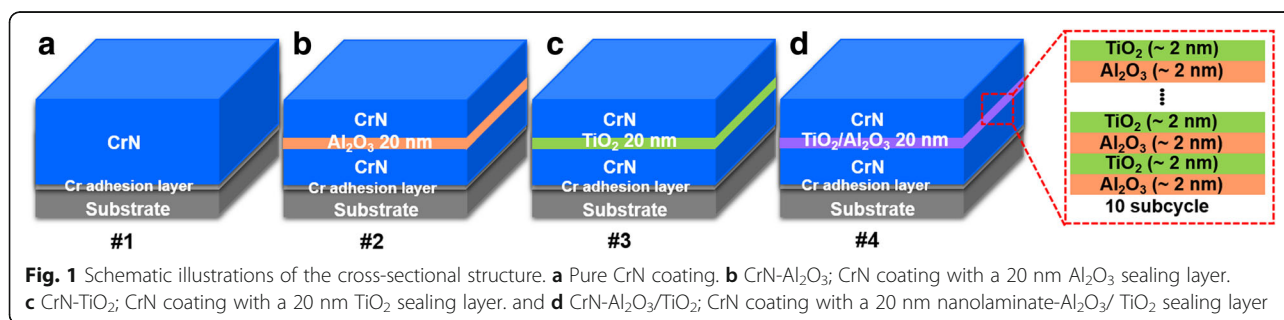 a
CrN
Cr adhesion layer
Substrate
#1
b
CrN
Al₂O₃ 20 nm
CrN
Cr adhesion layer
Substrate
#2
c
CrN
TiO₂ 20 nm
CrN
Cr adhesion layer
Substrate
#3
d
CrN
TiO₂/Al₂O₃ 20 nm
CrN
Cr adhesion layer
Substrate
#4
TiO₂ (~ 2 nm)
Al₂O₃ (~ 2 nm)
TiO₂ (~ 2 nm)
Al₂O₃ (~ 2 nm)
TiO₂ (~ 2 nm)
Al₂O₃ (~ 2 nm)
10 subcycle
Fig. 1 Schematic illustrations of the cross-sectional structure. a Pure CrN coating. b CrN-Al₂O₃; CrN coating with a 20 nm Al₂O₃ sealing layer.
c CrN-TiO₂; CrN coating with a 20 nm TiO₂ sealing layer. and d CrN-Al₂O₃/TiO₂; CrN coating with a 20 nm nanolaminate-Al₂O₃/ TiO₂ sealing layer